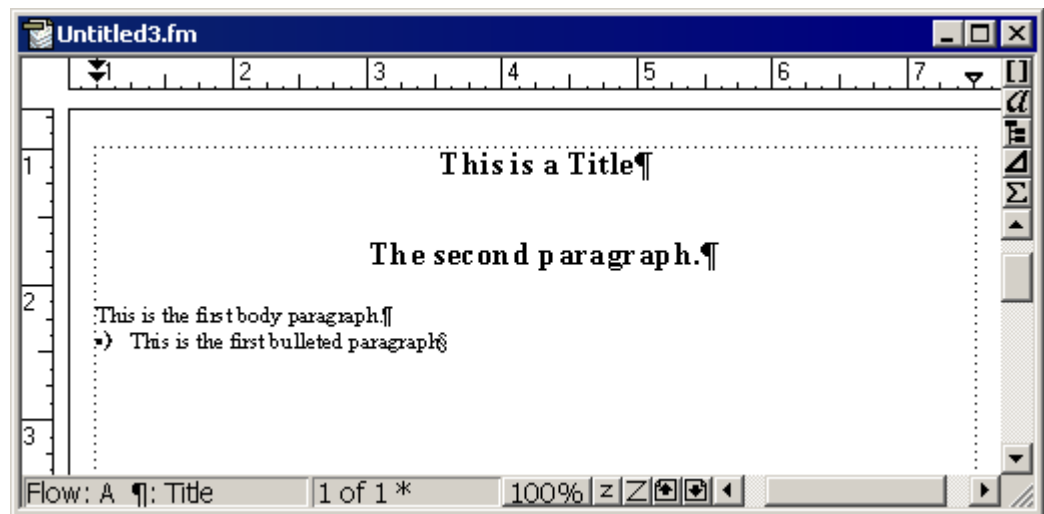 Untitled3.fm
1 2 3 4 5 6 7
1
This is a Title¶
The second paragraph.¶
2
This is the first body paragraph.¶
This is the first bulleted paragraph§
3
Flow: A ¶: Title 1 of 1 * 100% z Z